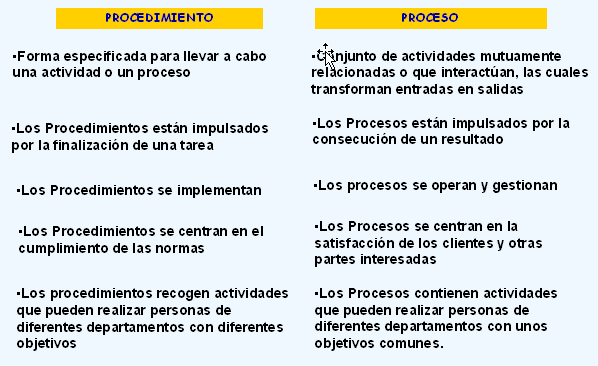 PROCEDIMIENTO
•Forma especificada para llevar a cabo
una actividad o un proceso
•Los Procedimientos están impulsados
por la finalización de una tarea
•Los Procedimientos se implementan
•Los Procedimientos se centran en el
cumplimiento de las normas
•Los procedimientos recogen actividades
que pueden realizar personas de
diferentes departamentos con diferentes
objetivos
PROCESO
•Conjunto de actividades mutuamente
relacionadas o que interactúan, las cuales
transforman entradas en salidas
•Los Procesos están impulsados por la
consecución de un resultado
•Los procesos se operan y gestionan
•Los Procesos se centran en la
satisfacción de los clientes y otras
partes interesadas
•Los Procesos contienen actividades
que pueden realizar personas de
diferentes departamentos con unos
objetivos comunes.